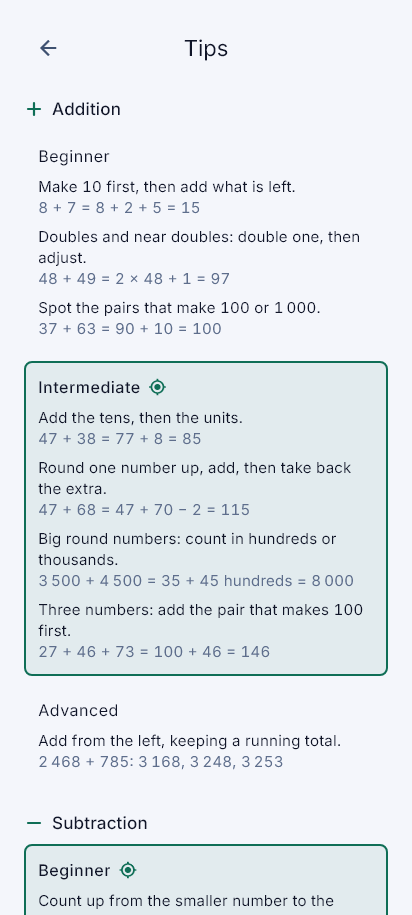 Tips
Addition
Beginner
Make 10 first, then add what is left.
8 + 7 = 8 + 2 + 5 = 15
Doubles and near doubles: double one, then
adjust.
48 + 49 = 2 × 48 + 1 = 97
Spot the pairs that make 100 or 1 000.
37 + 63 = 90 + 10 = 100
Intermediate
Add the tens, then the units.
47 + 38 = 77 + 8 = 85
Round one number up, add, then take back
the extra.
47 + 68 = 47 + 70 − 2 = 115
Big round numbers: count in hundreds or
thousands.
3 500 + 4 500 = 35 + 45 hundreds = 8 000
Three numbers: add the pair that makes 100
first.
27 + 46 + 73 = 100 + 46 = 146
Advanced
Add from the left, keeping a running total.
2 468 + 785: 3 168, 3 248, 3 253
Subtraction
Beginner
Count up from the smaller number to the